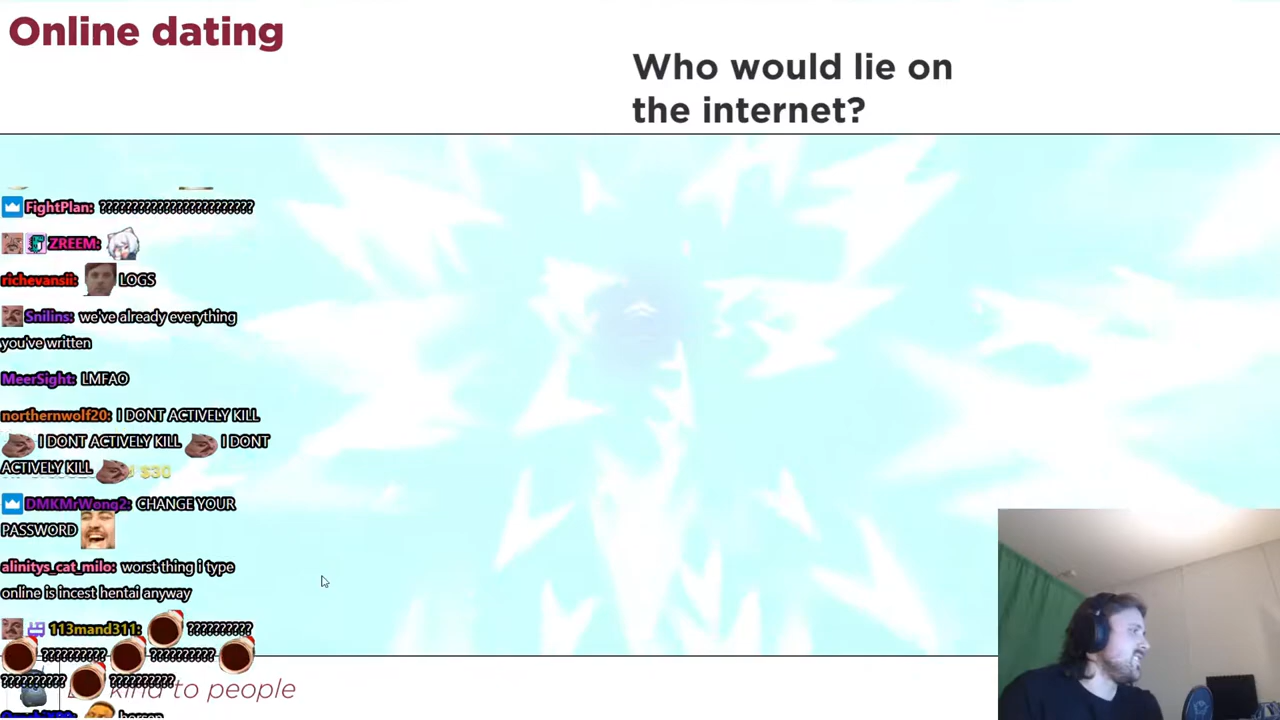 Online dating
Who would lie on
the internet?
FightPlan: ???????????????????????
ZREEM:
richevansii: LOGS
Snilins: we've already everything
you've written
MeerSight: LMFAO
northernwolf20: I DONT ACTIVELY KILL
I DONT ACTIVELY KILL I DONT
ACTIVELY KILL
$30
DMKMrWong2: CHANGE YOUR
PASSWORD
alinitys_cat_milo: worst thing i type
online is incest hentai anyway
113mand311: ??????????
?????????? ??????????
?????????? ??????????
kind to people